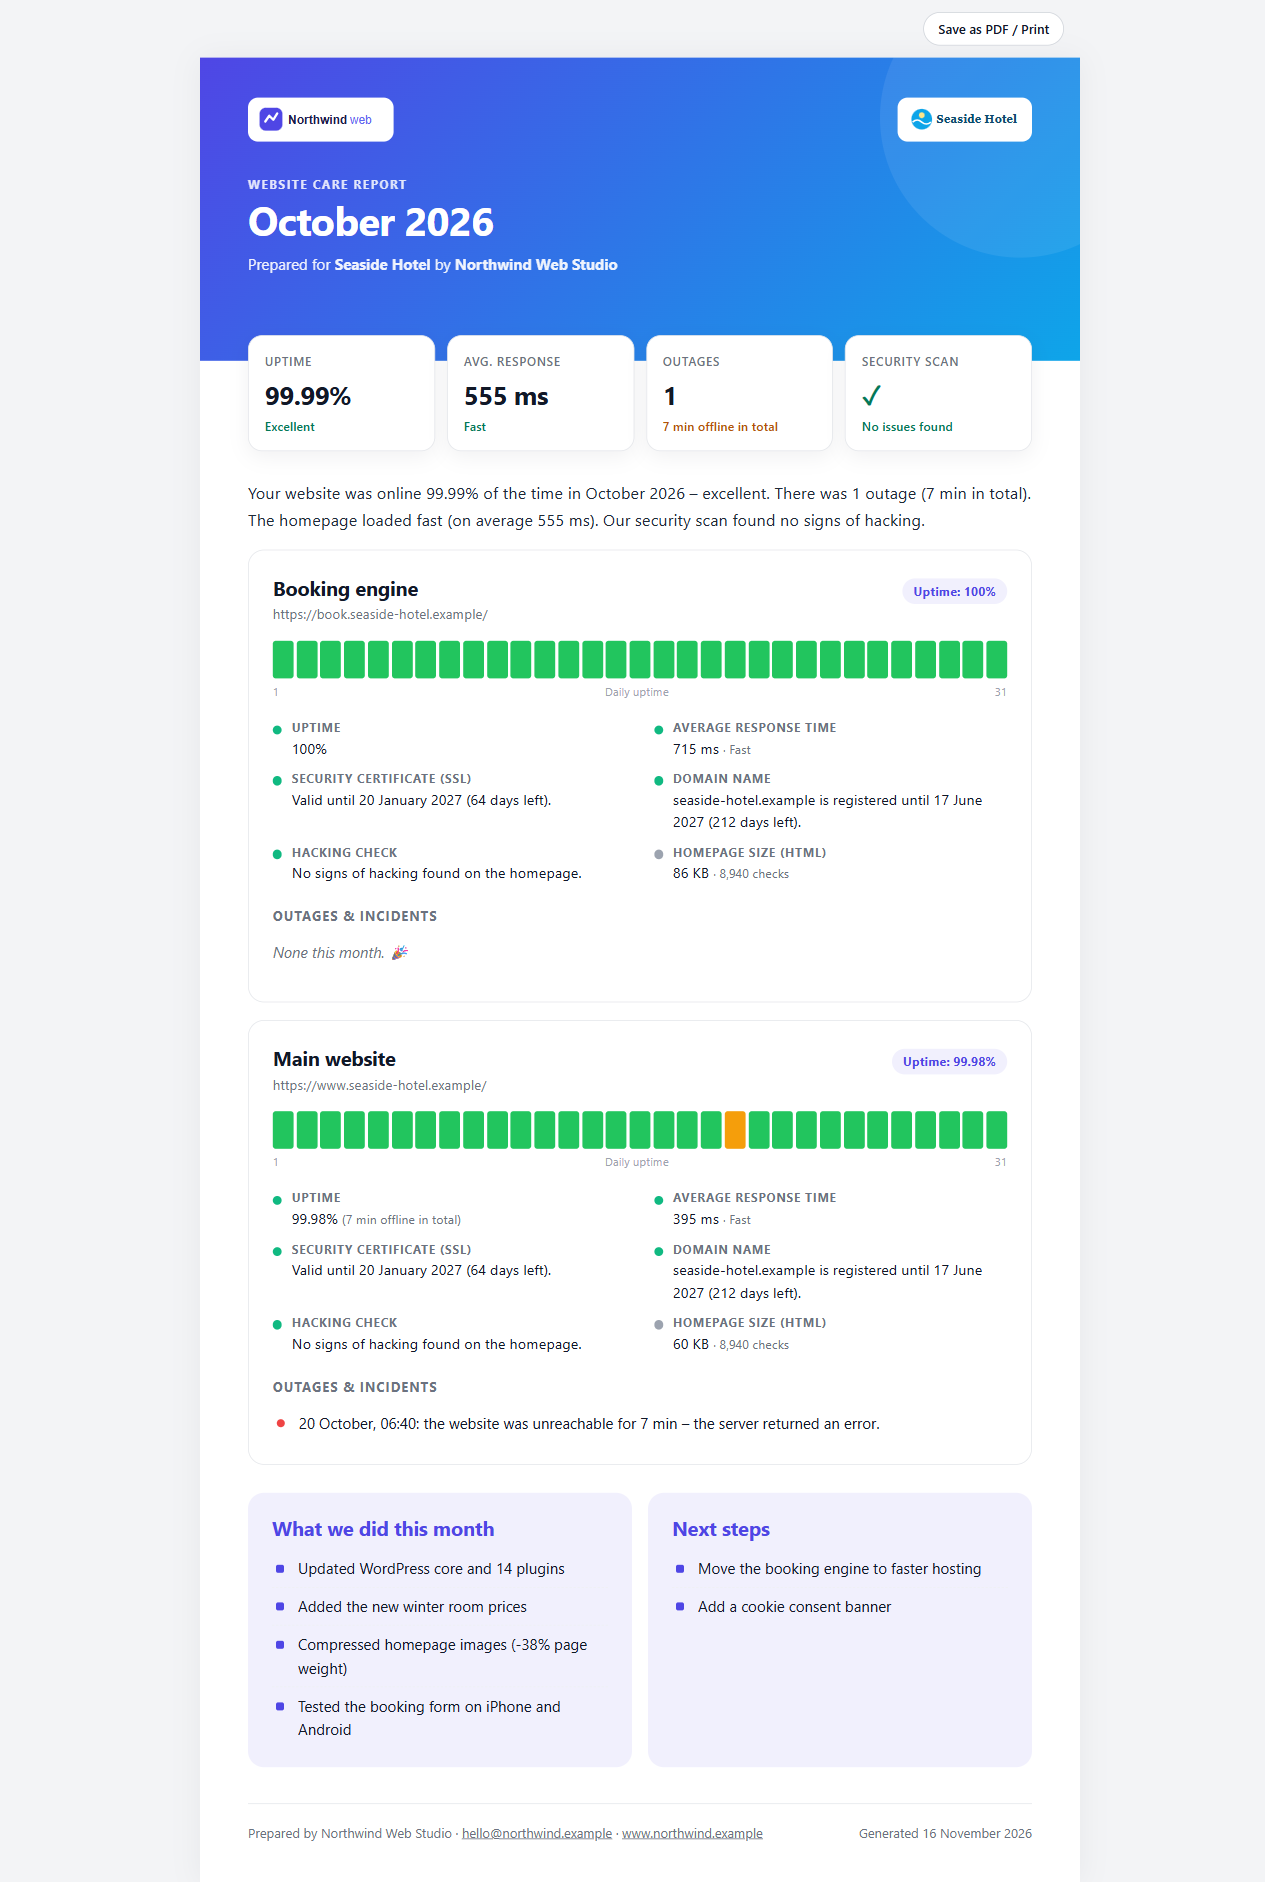 Save as PDF / Print
Northwind web
Seaside Hotel
WEBSITE CARE REPORT
October 2026
Prepared for Seaside Hotel by Northwind Web Studio
UPTIME
99.99%
Excellent
AVG. RESPONSE
555 ms
Fast
OUTAGES
1
7 min offline in total
SECURITY SCAN
✓
No issues found
Your website was online 99.99% of the time in October 2026 – excellent. There was 1 outage (7 min in total).
The homepage loaded fast (on average 555 ms). Our security scan found no signs of hacking.
Booking engine
Uptime: 100%
https://book.seaside-hotel.example/
1
Daily uptime
31
UPTIME
100%
AVERAGE RESPONSE TIME
715 ms · Fast
SECURITY CERTIFICATE (SSL)
Valid until 20 January 2027 (64 days left).
DOMAIN NAME
seaside-hotel.example is registered until 17 June
2027 (212 days left).
HACKING CHECK
No signs of hacking found on the homepage.
HOMEPAGE SIZE (HTML)
86 KB · 8,940 checks
OUTAGES & INCIDENTS
None this month. 🎉
Main website
Uptime: 99.98%
https://www.seaside-hotel.example/
1
Daily uptime
31
UPTIME
99.98% (7 min offline in total)
AVERAGE RESPONSE TIME
395 ms · Fast
SECURITY CERTIFICATE (SSL)
Valid until 20 January 2027 (64 days left).
DOMAIN NAME
seaside-hotel.example is registered until 17 June
2027 (212 days left).
HACKING CHECK
No signs of hacking found on the homepage.
HOMEPAGE SIZE (HTML)
60 KB · 8,940 checks
OUTAGES & INCIDENTS
20 October, 06:40: the website was unreachable for 7 min – the server returned an error.
What we did this month
Updated WordPress core and 14 plugins
Added the new winter room prices
Compressed homepage images (-38% page
weight)
Tested the booking form on iPhone and
Android
Next steps
Move the booking engine to faster hosting
Add a cookie consent banner
Prepared by Northwind Web Studio · hello@northwind.example · www.northwind.example
Generated 16 November 2026